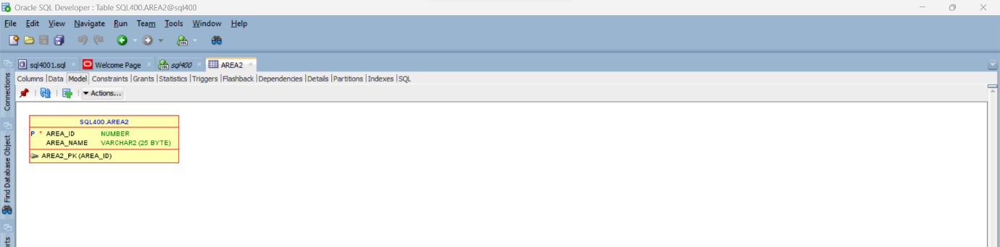 Oracle SQL Developer : Table SQL400.AREA2@sql400
File Edit View Navigate Run Team Tools Window Help
sql4001.sql Welcome Page sql400 AREA2
Columns Data Model Constraints Grants Statistics Triggers Flashback Dependencies Details Partitions Indexes SQL
Actions...
Connections
Find Database Object
SQL400.AREA2
P * AREA_ID NUMBER
AREA_NAME VARCHAR2 (25 BYTE)
AREA2_PK (AREA_ID)